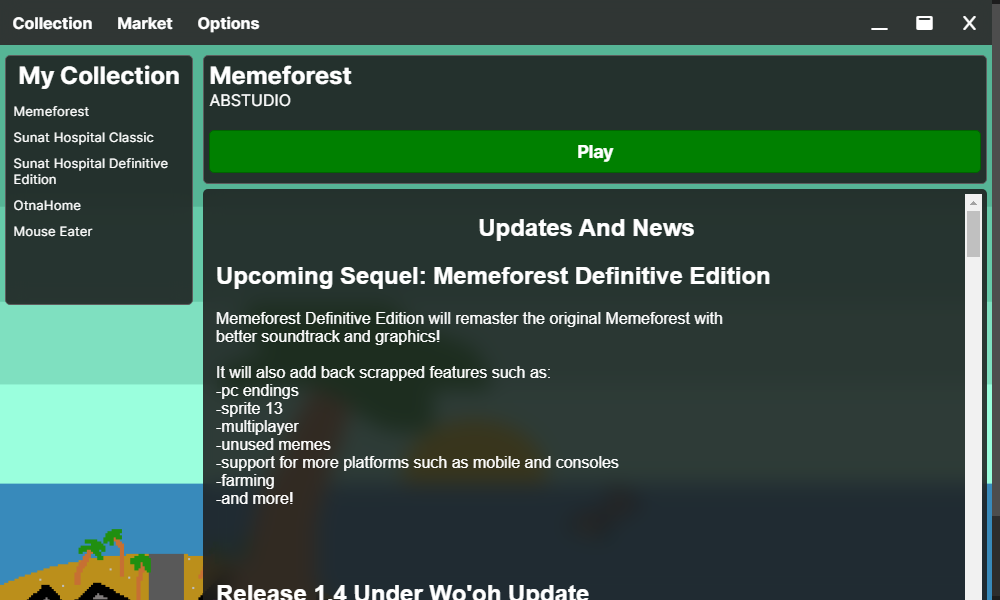 Collection Market Options
My Collection
Memeforest
Sunat Hospital Classic
Sunat Hospital Definitive
Edition
OtnaHome
Mouse Eater
Memeforest
ABSTUDIO
Play
Updates And News
Upcoming Sequel: Memeforest Definitive Edition
Memeforest Definitive Edition will remaster the original Memeforest with
better soundtrack and graphics!
It will also add back scrapped features such as:
-pc endings
-sprite 13
-multiplayer
-unused memes
-support for more platforms such as mobile and consoles
-farming
-and more!
Release 1.4 Under Wo'oh Update